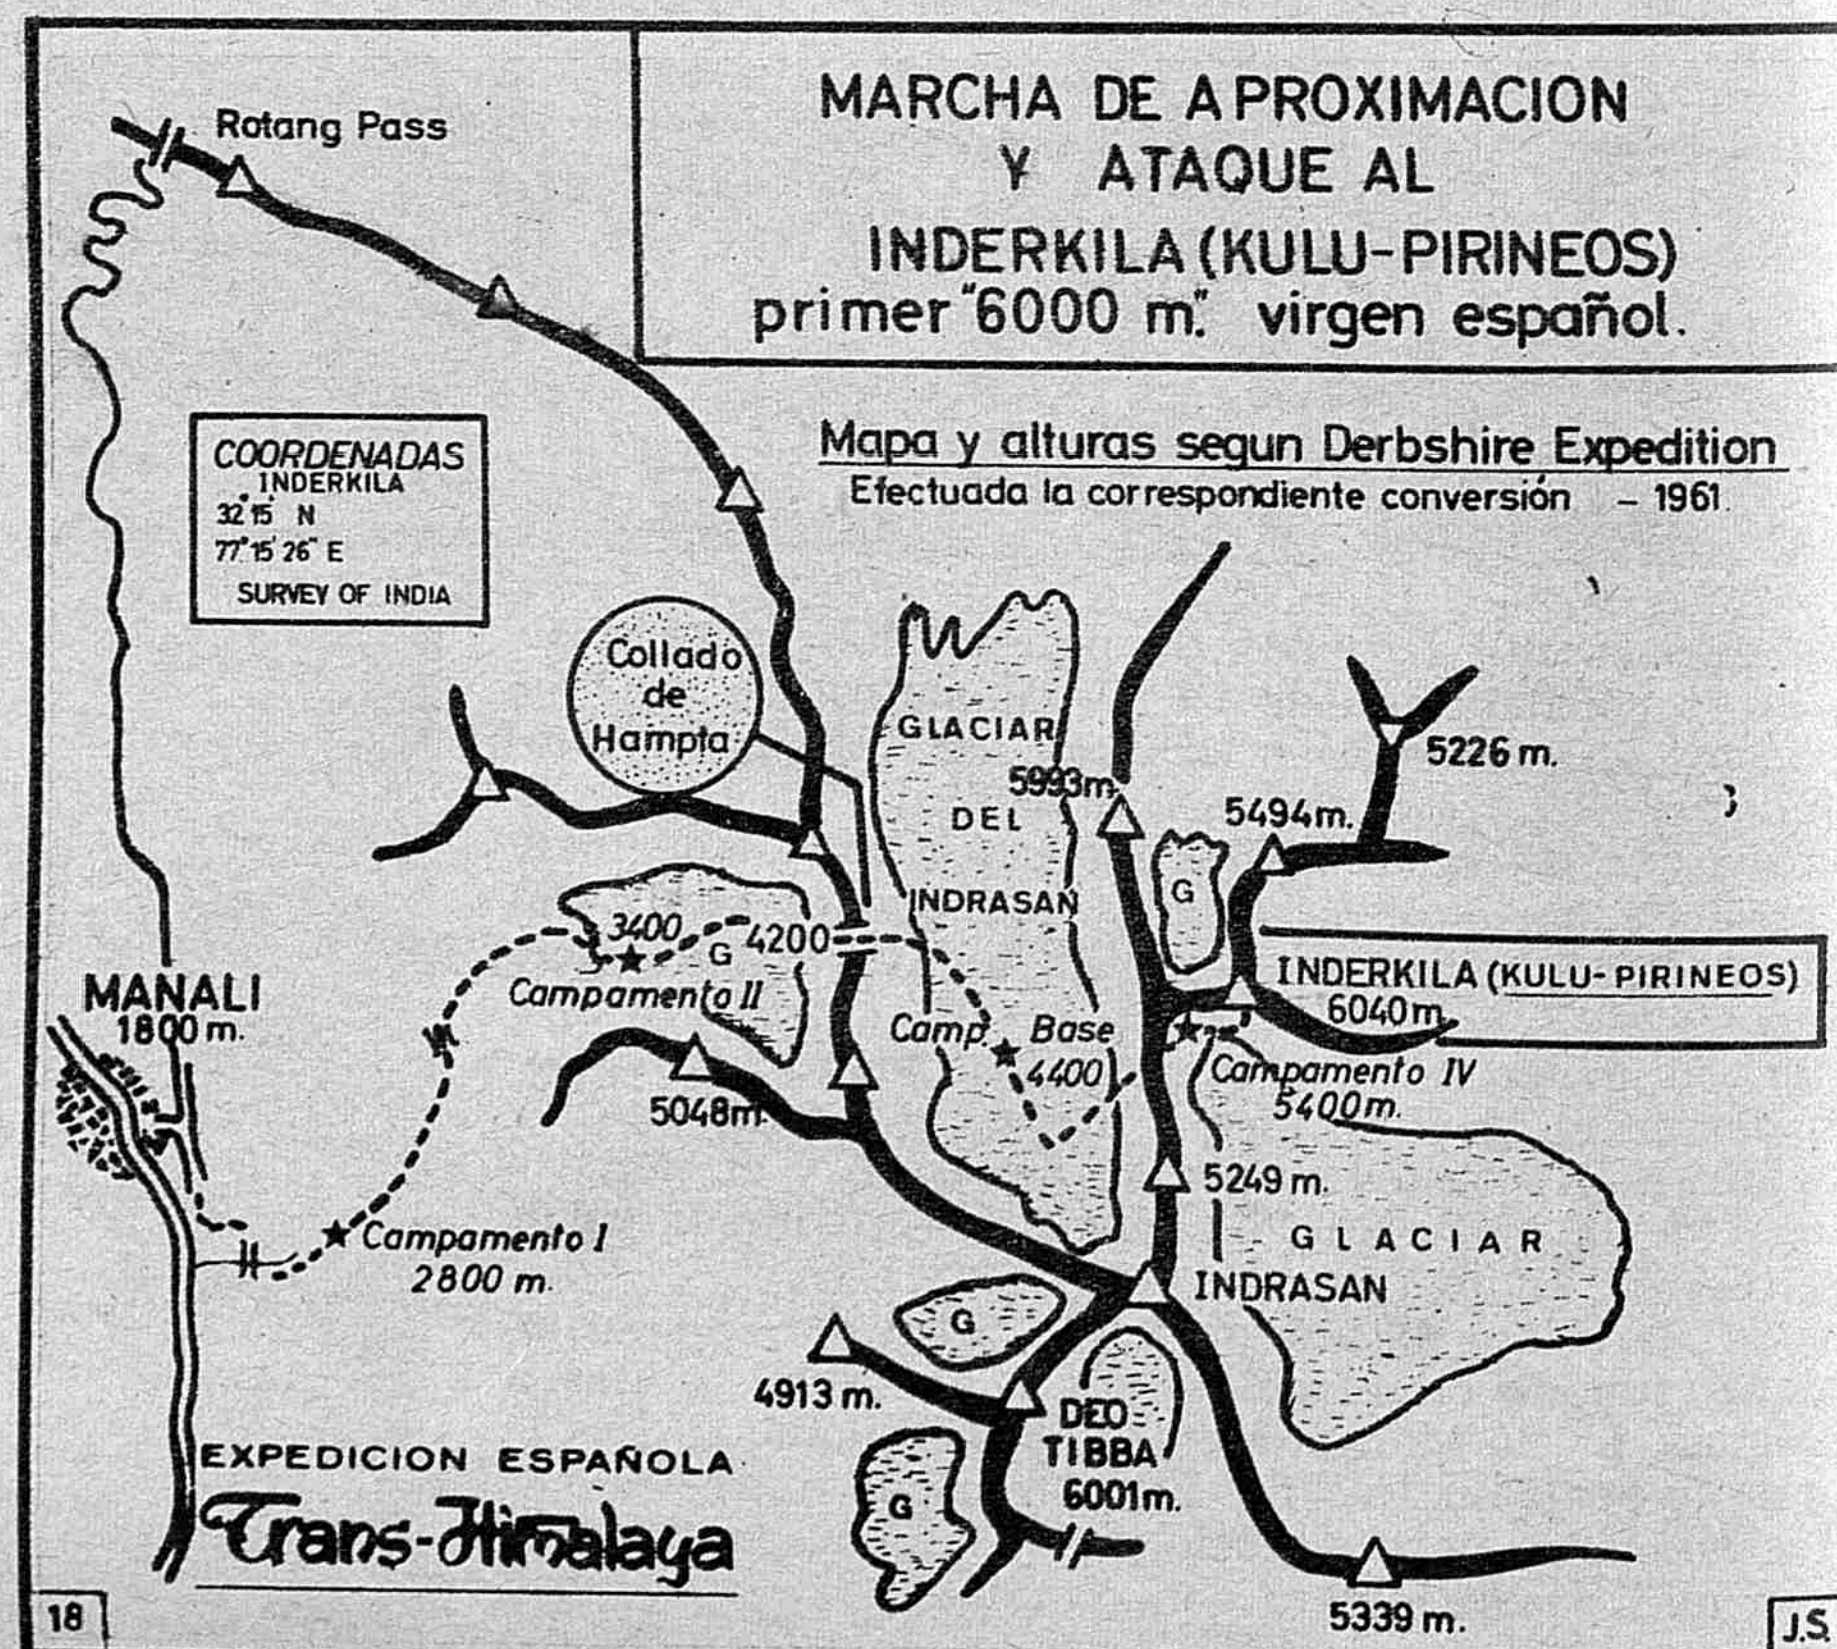 MARCHA DE APROXIMACION
Y ATAQUE AL
INDERKILA (KULU-PIRINEOS)
primer "6000 m." virgen español.
Rotang Pass
Mapa y alturas segun Derbshire Expedition
Efectuada la correspondiente conversión - 1961.
COORDENADAS
INDERKILA
32°15' N
77°15'26" E
SURVEY OF INDIA
Collado
de
Hampta
GLACIAR
DEL
INDRASAN
5993m.
5226 m.
5494m.
G
3400
G
4200
Campamento II
INDERKILA (KULU-PIRINEOS)
6040m.
MANALI
1800 m.
Camp. Base
4400
Campamento IV
5400m.
5048m.
5249 m.
Campamento I
2800 m.
GLACIAR
INDRASAN
G
4913 m.
DEO
TIBBA
6001m.
G
EXPEDICION ESPAÑOLA
Trans-Himalaya
5339 m.
18
J.S.